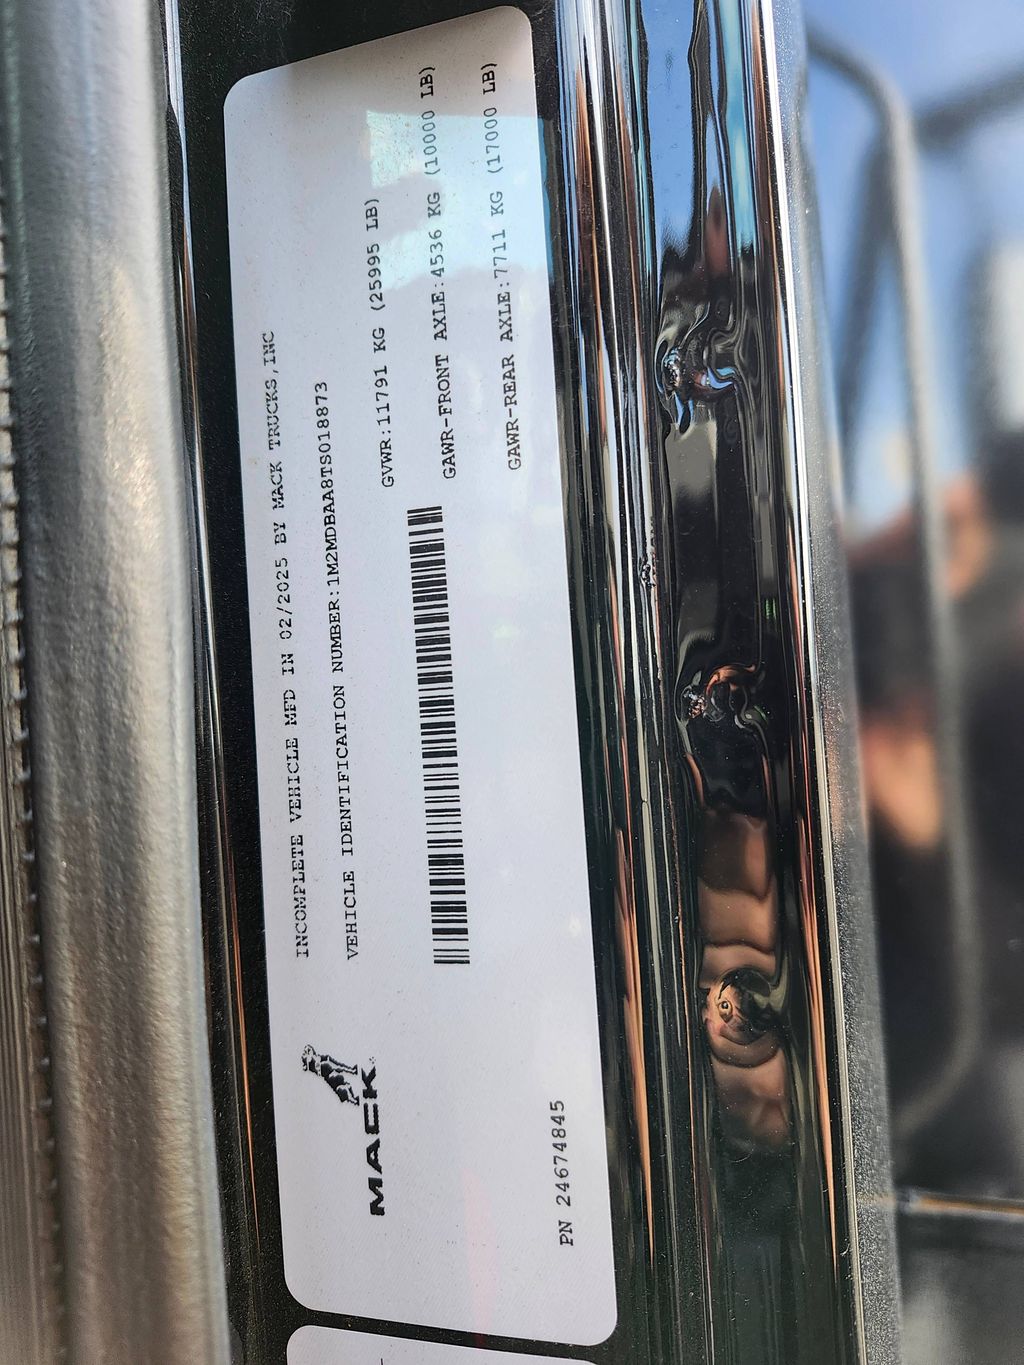 INCOMPLETE VEHICLE MFD IN 02/2025 BY MACK TRUCKS,INC
VEHICLE IDENTIFICATION NUMBER:1M2MDBAA8TS018873
GVWR:11791 KG (25995 LB)
GAWR-FRONT AXLE:4536 KG (10000 LB)
GAWR-REAR AXLE:7711 KG (17000 LB)
MACK
PN 24674845